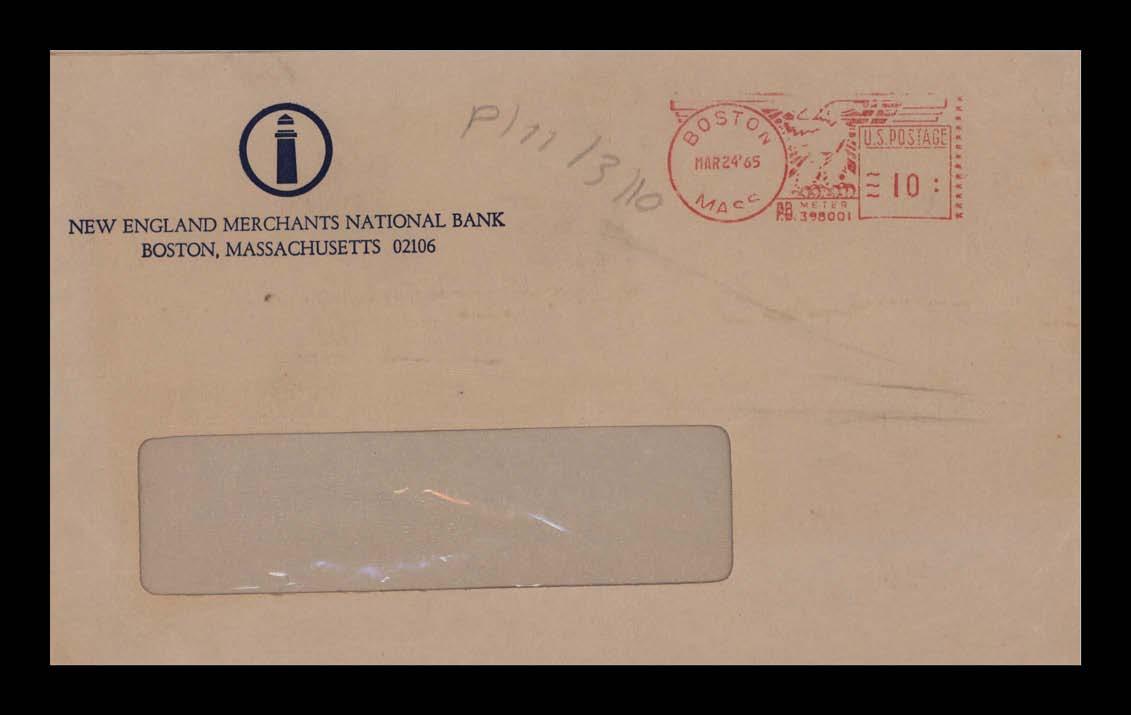 NEW ENGLAND MERCHANTS NATIONAL BANK
BOSTON, MASSACHUSETTS 02106
BOSTON
MAR 24 '65
MASS
U.S. POSTAGE
10
P.B. METER
398001